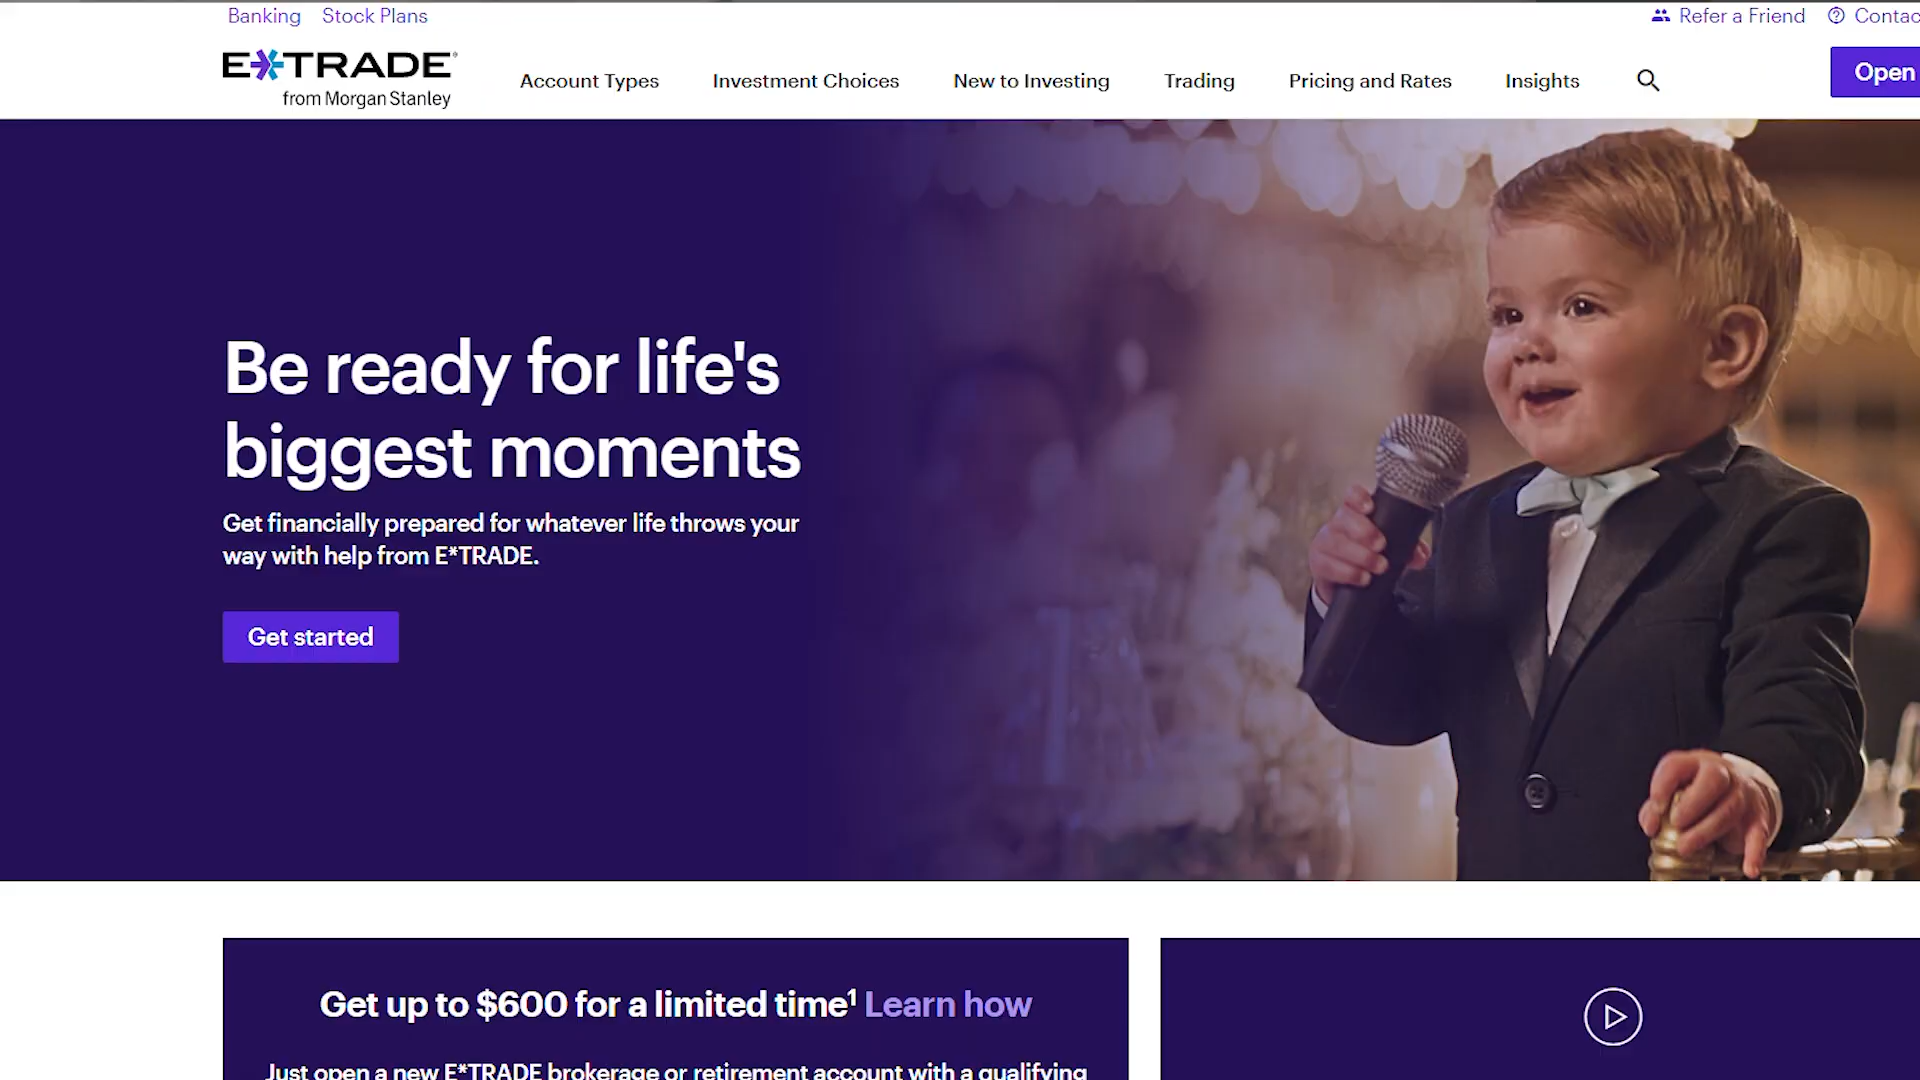 Banking Stock Plans
Refer a Friend Contac
E*TRADE®
from Morgan Stanley
Account Types Investment Choices New to Investing Trading Pricing and Rates Insights
Open
Be ready for life's
biggest moments
Get financially prepared for whatever life throws your
way with help from E*TRADE.
Get started
Get up to $600 for a limited time¹ Learn how
Just open a new E*TRADE brokerage or retirement account with a qualifying